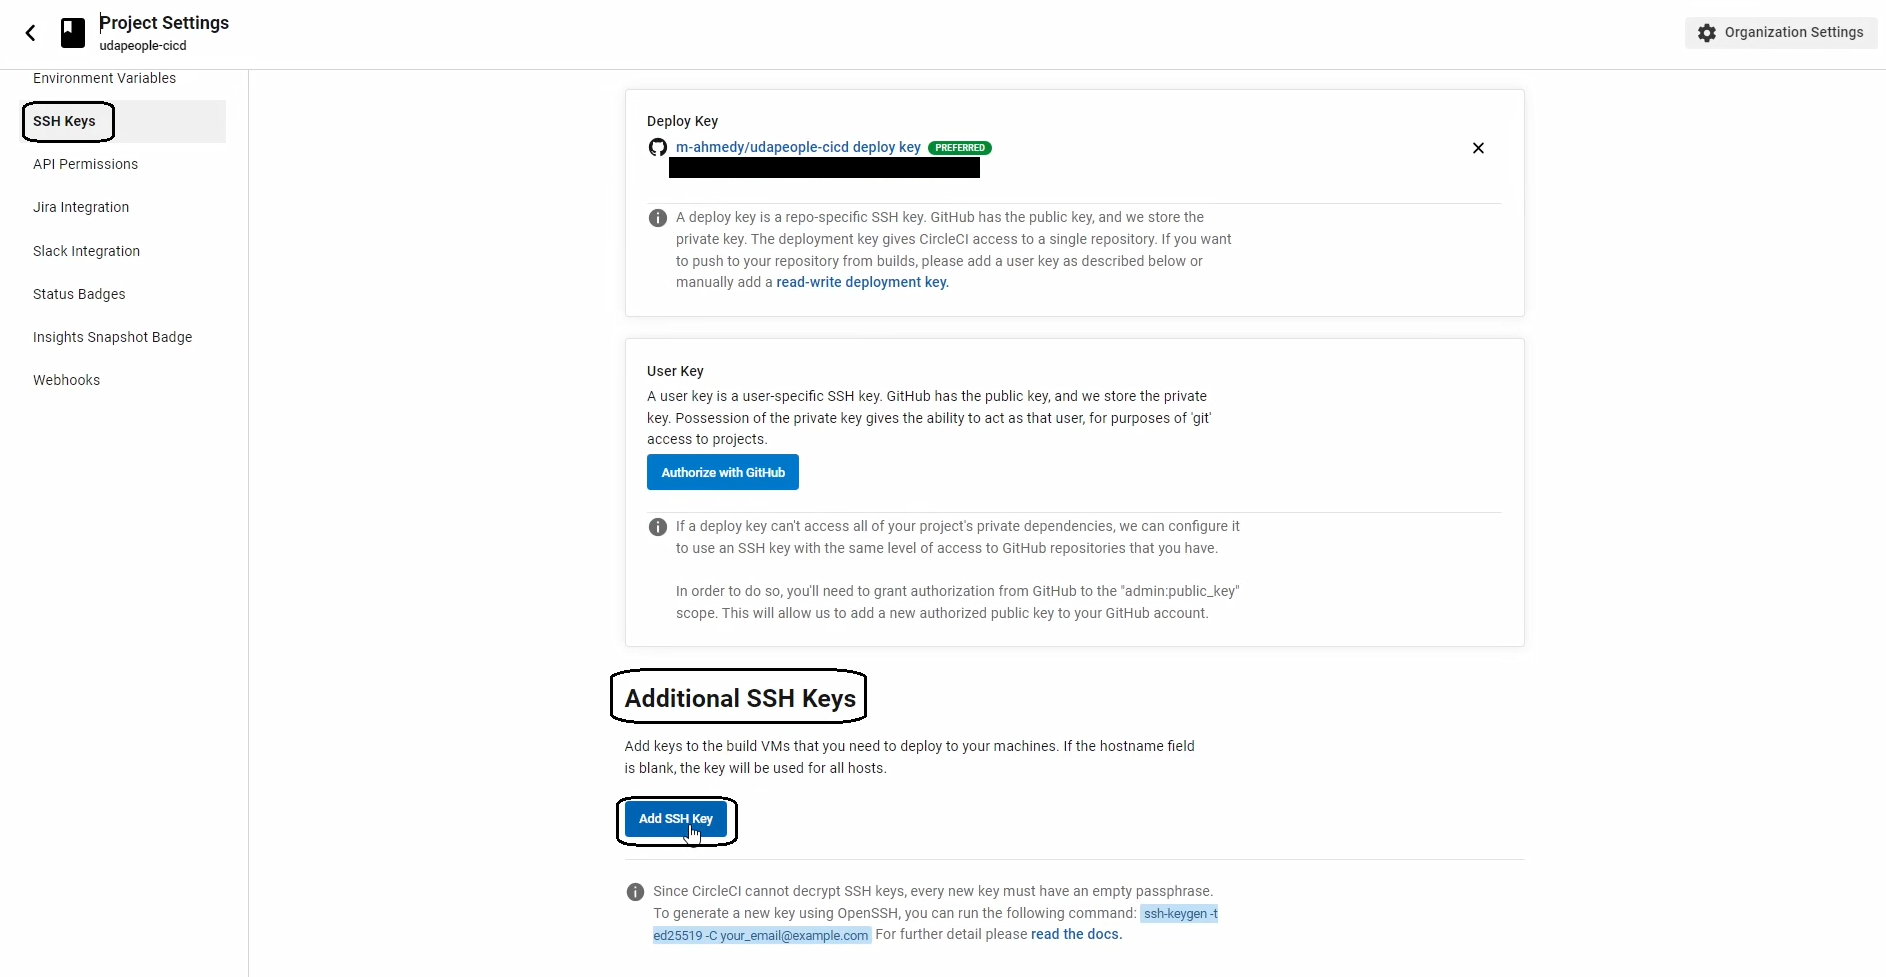 Project Settings
udapeople-cicd
Organization Settings
Environment Variables
SSH Keys
API Permissions
Jira Integration
Slack Integration
Status Badges
Insights Snapshot Badge
Webhooks
Deploy Key
m-ahmedy/udapeople-cicd deploy key PREFERRED
A deploy key is a repo-specific SSH key. GitHub has the public key, and we store the
private key. The deployment key gives CircleCI access to a single repository. If you want
to push to your repository from builds, please add a user key as described below or
manually add a read-write deployment key.
User Key
A user key is a user-specific SSH key. GitHub has the public key, and we store the private
key. Possession of the private key gives the ability to act as that user, for purposes of 'git'
access to projects.
Authorize with GitHub
If a deploy key can't access all of your project's private dependencies, we can configure it
to use an SSH key with the same level of access to GitHub repositories that you have.
In order to do so, you'll need to grant authorization from GitHub to the "admin:public_key"
scope. This will allow us to add a new authorized public key to your GitHub account.
Additional SSH Keys
Add keys to the build VMs that you need to deploy to your machines. If the hostname field
is blank, the key will be used for all hosts.
Add SSH Key
Since CircleCI cannot decrypt SSH keys, every new key must have an empty passphrase.
To generate a new key using OpenSSH, you can run the following command: ssh-keygen -t
ed25519 -C your_email@example.com For further detail please read the docs.